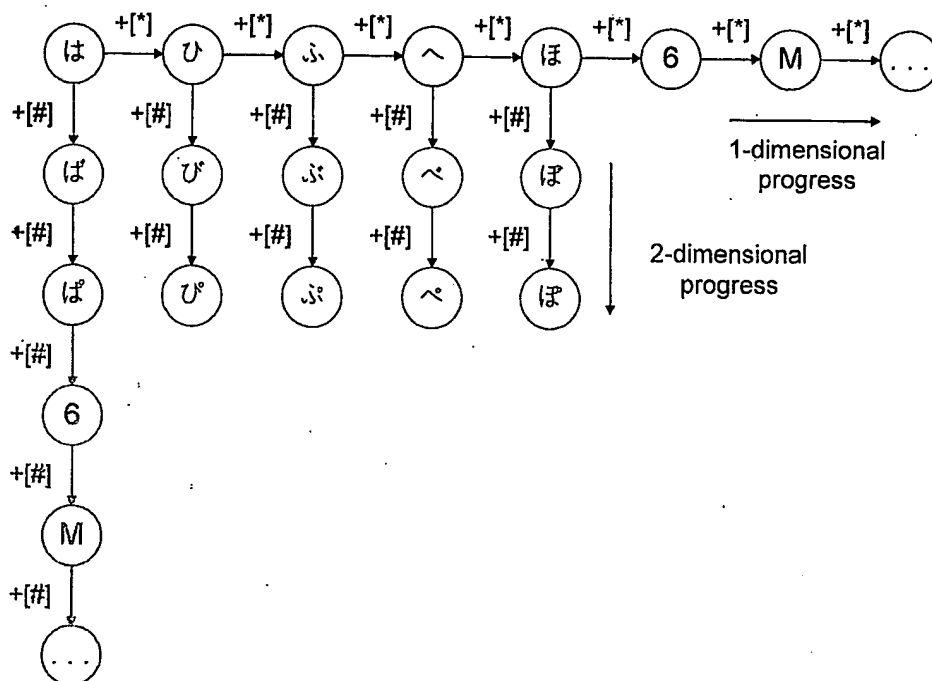 +[*] +[*] +[*] +[*] +[*] +[*] +[*]
は ひ ふ へ ほ 6 M ...
+[#] +[#] +[#] +[#] +[#]
1-dimensional
progress
ば び ぶ べ ぼ
+[#] +[#] +[#] +[#] +[#]
2-dimensional
progress
ぱ ぴ ぷ ぺ ぽ
+[#]
6
+[#]
M
+[#]
...